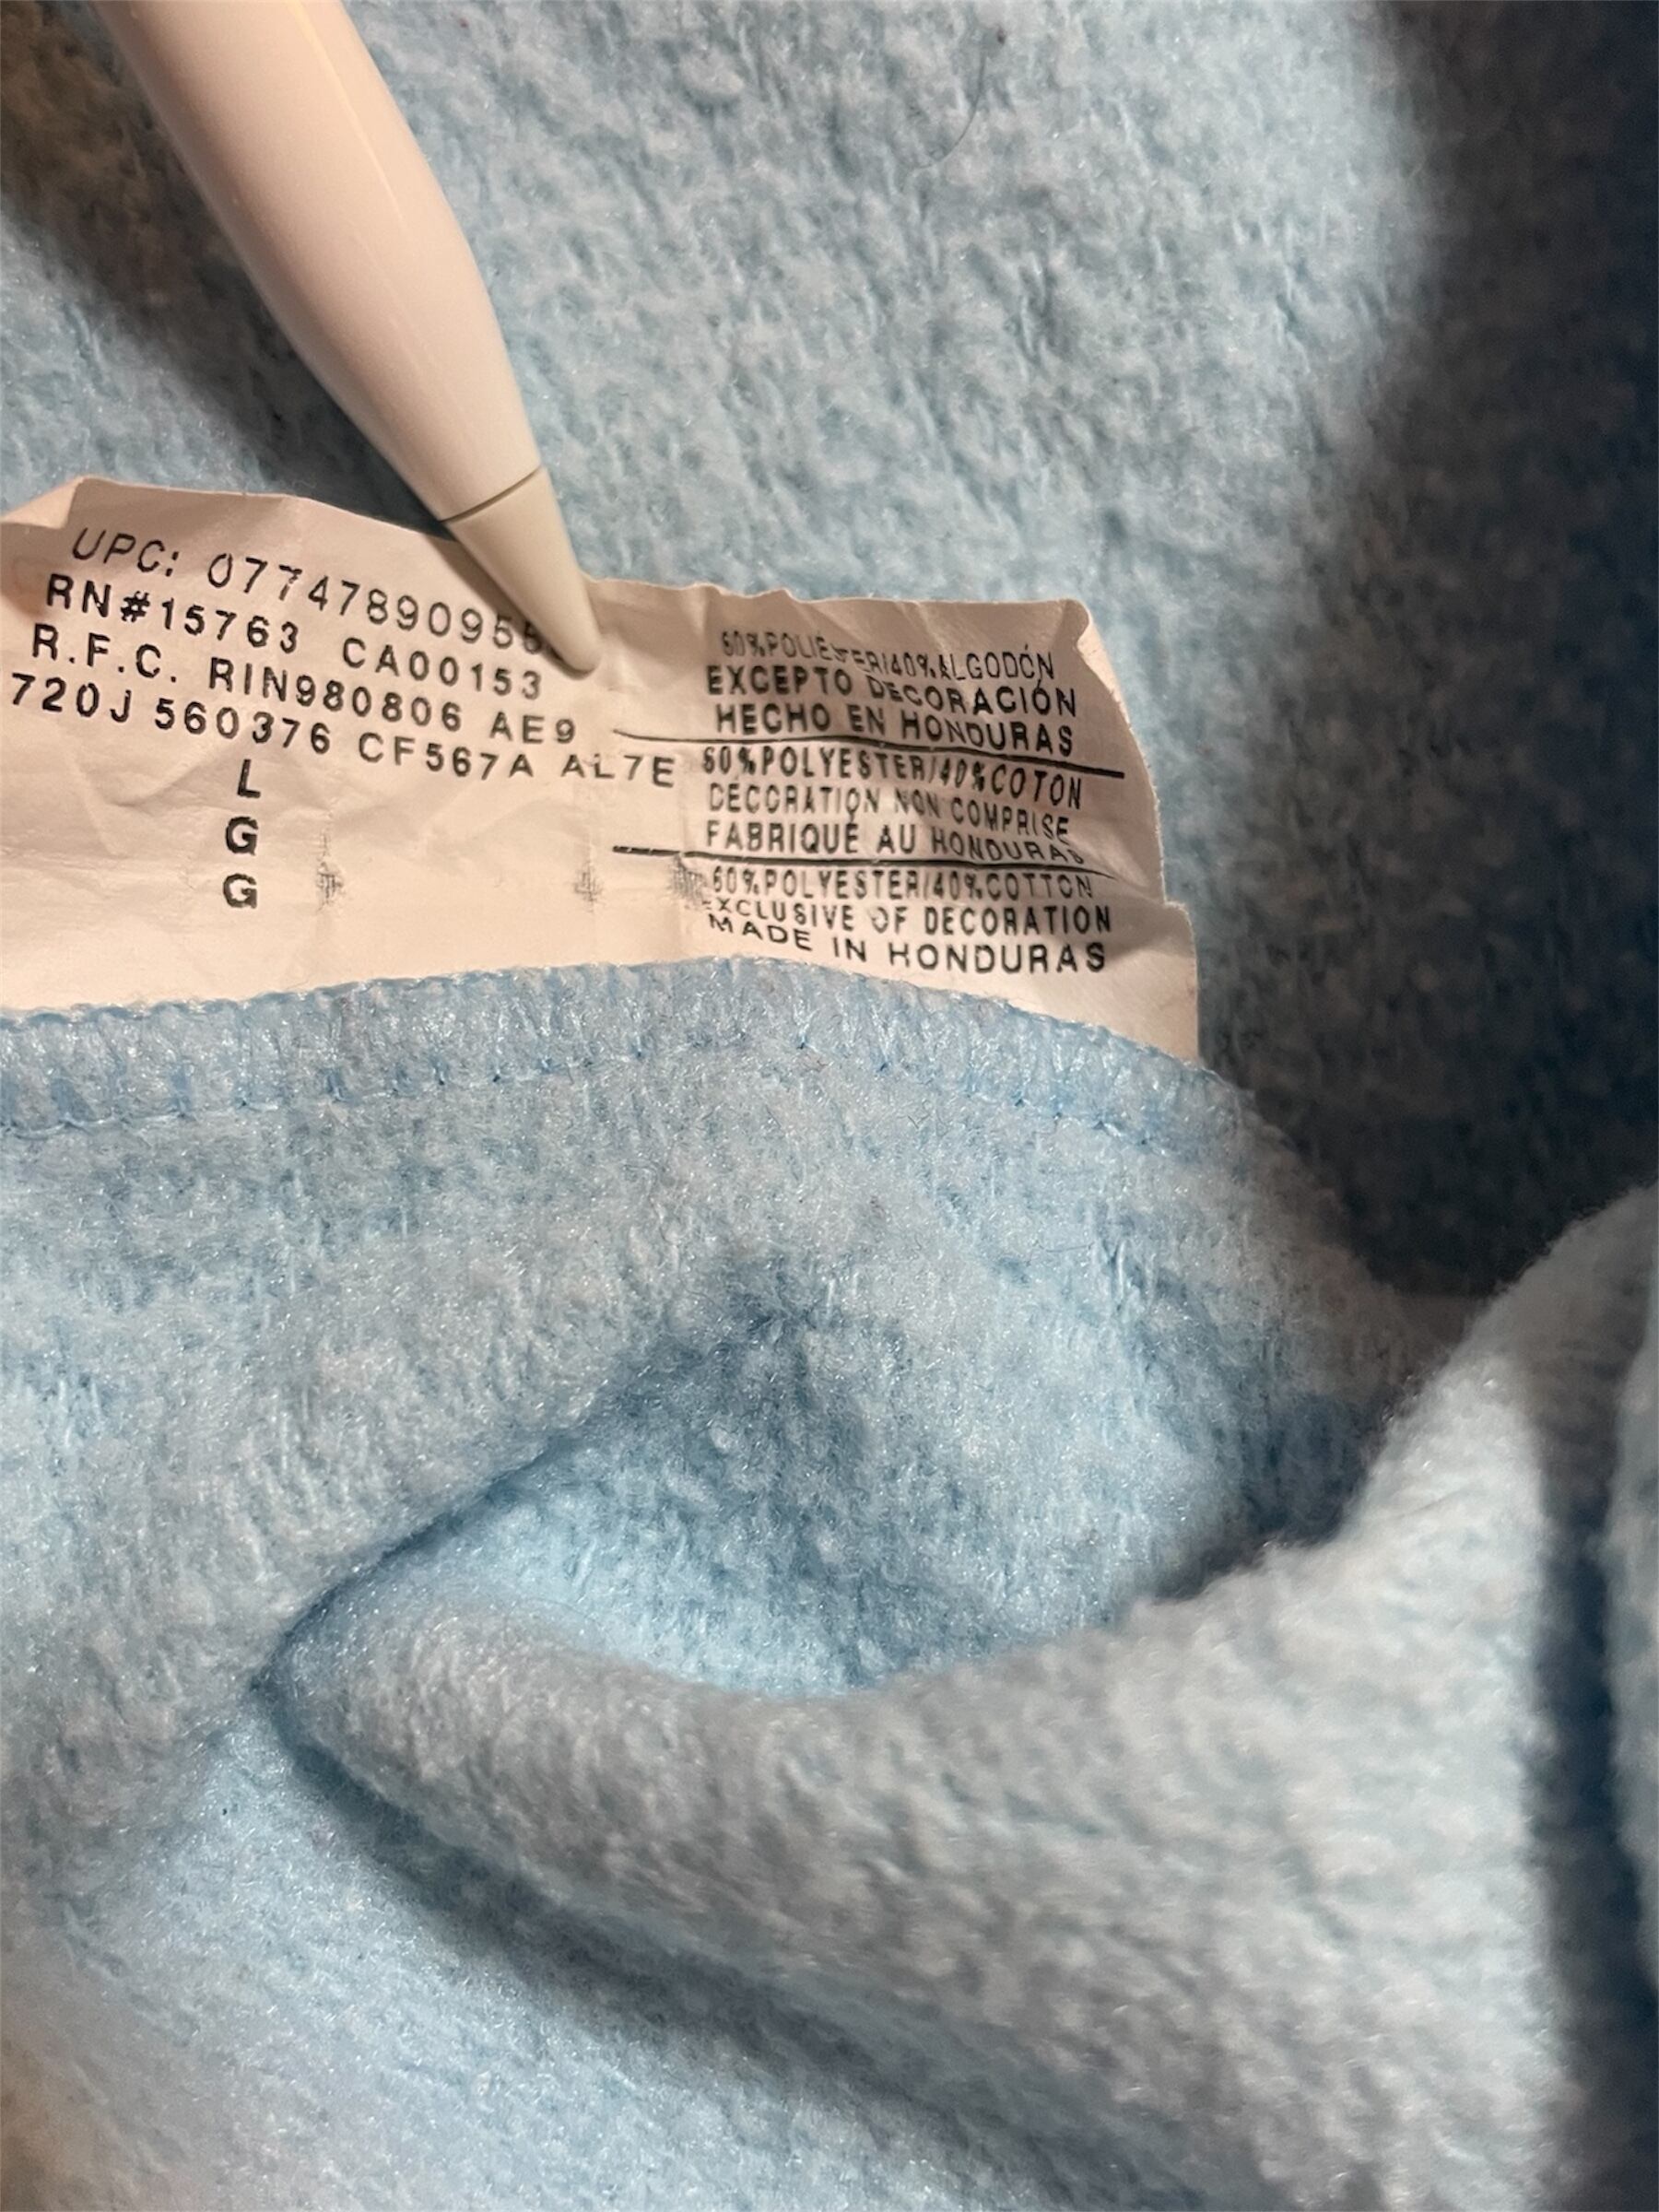 UPC: 07747890956
RN#15763 CA00153
R.F.C. RIN980806 AE9
720J 560376 CF567A AL7E
L
G
G
60%POLIESTER/40%ALGODÓN
EXCEPTO DECORACIÓN
HECHO EN HONDURAS
60%POLYESTER/40%COTON
DECORATION NON COMPRISE
FABRIQUÉ AU HONDURAS
60%POLYESTER/40%COTTON
EXCLUSIVE OF DECORATION
MADE IN HONDURAS